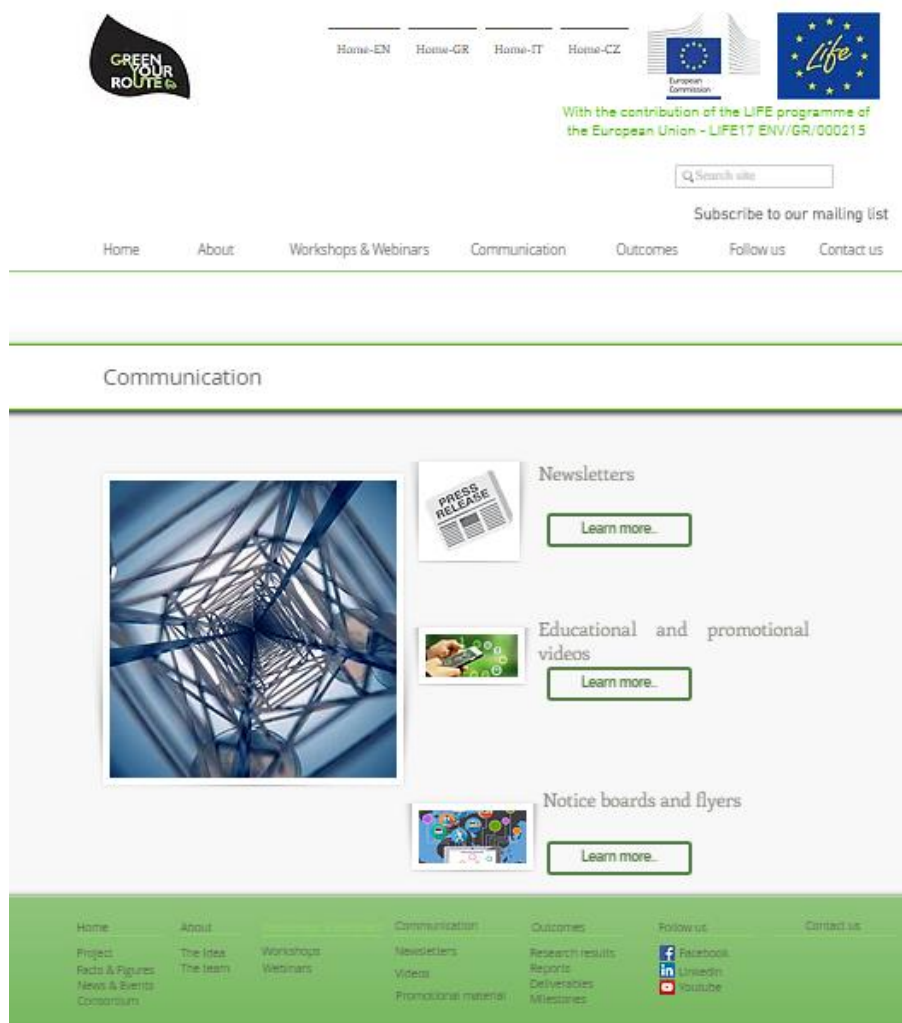 GREEN
YOUR
ROUTE
Home-EN Home-GR Home-IT Home-CZ
European
Commission
Life
With the contribution of the LIFE programme of
the European Union - LIFE17 ENV/GR/000215
Search site
Subscribe to our mailing list
Home About Workshops & Webinars Communication Outcomes Follow us Contact us
Communication
PRESS
RELEASE
Newsletters
Learn more..
Educational and promotional
videos
Learn more..
Notice boards and flyers
Learn more..
Home About Communication Outcomes Follow us Contact us
Project The Idea Workshops Newsletters Research results Facebook
Facts & Figures The team Webinars Videos Reports LinkedIn
News & Events Deliverables Youtube
Consortium Promotional material Milestones